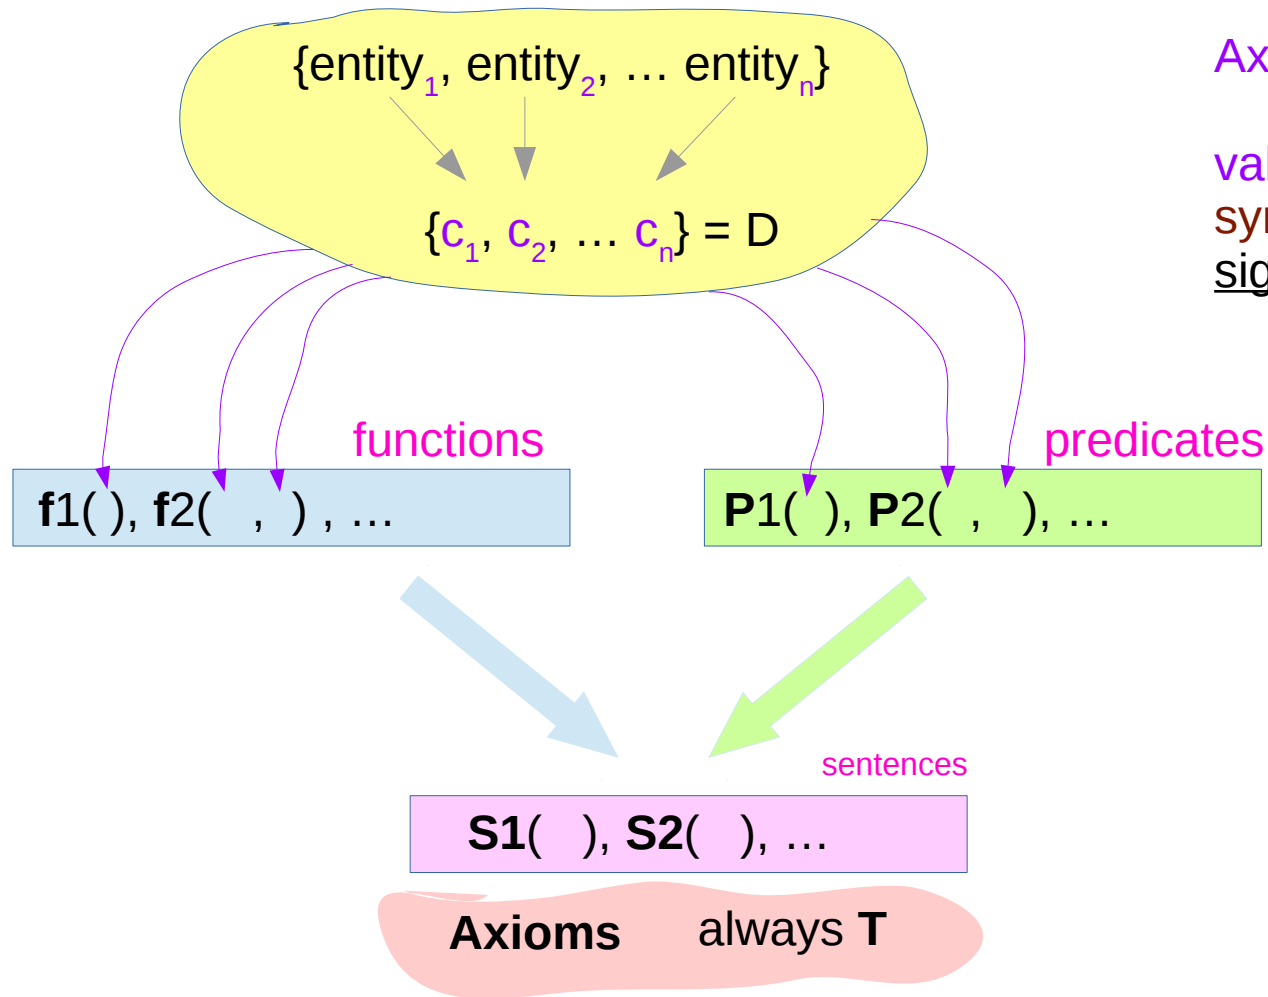 {entity₁, entity₂, … entityₙ}
{c₁, c₂, … cₙ} = D
functions
predicates
f1( ), f2(  ,  ) , …
P1(  ), P2(  ,  ), …
sentences
S1(  ), S2(  ), …
Axioms always T